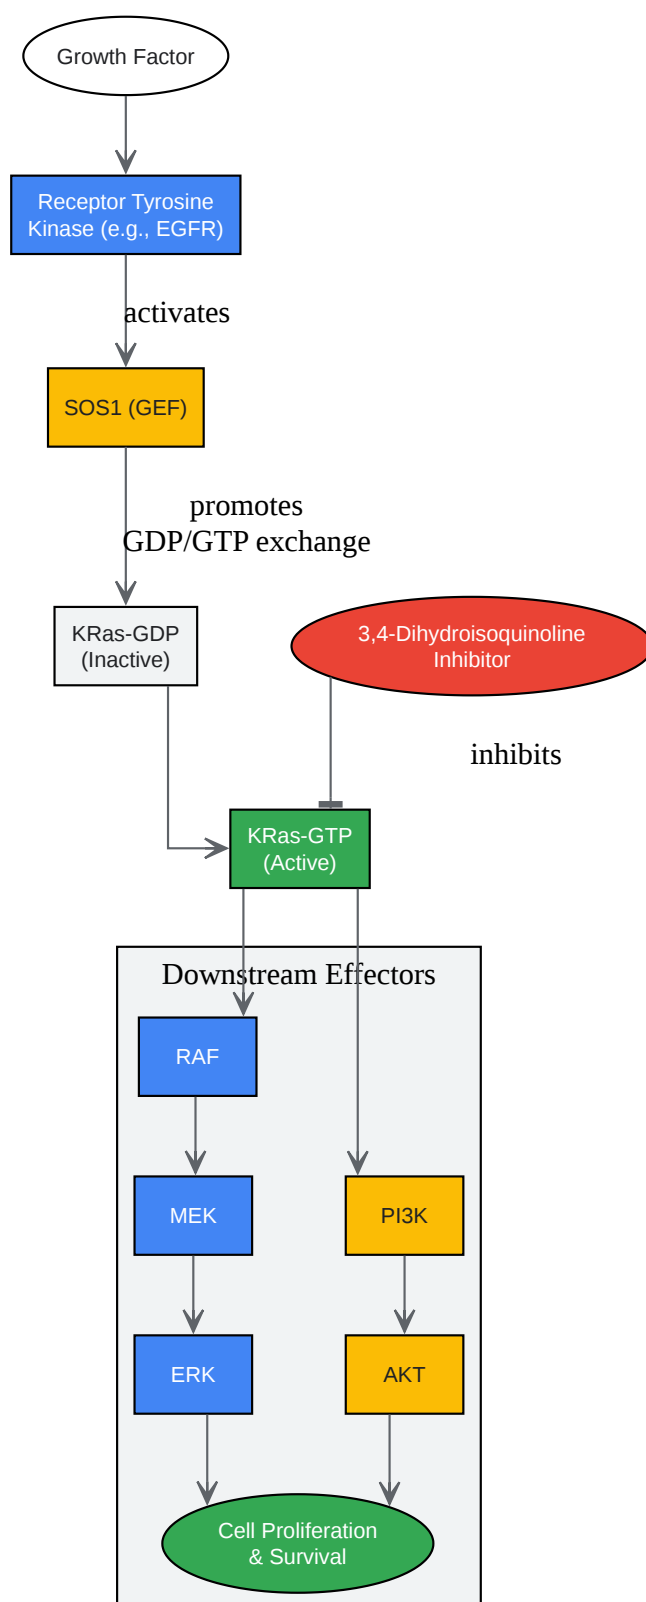 Growth Factor
Receptor Tyrosine
Kinase (e.g., EGFR)
activates
SOS1 (GEF)
promotes
GDP/GTP exchange
KRas-GDP
(Inactive)
3,4-Dihydroisoquinoline
Inhibitor
inhibits
KRas-GTP
(Active)
Downstream Effectors
RAF
MEK
PI3K
ERK
AKT
Cell Proliferation
& Survival